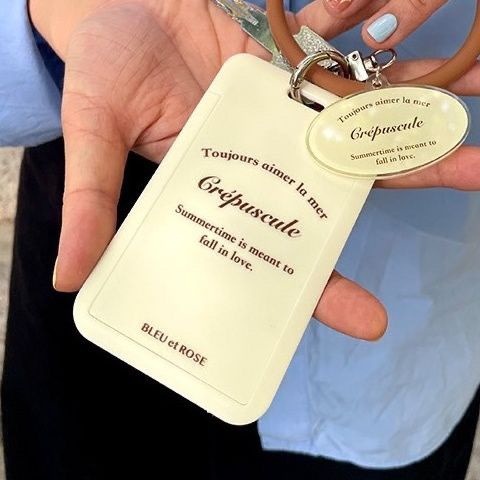 Toujours aimer la mer
Crépuscule
Summertime is meant to
fall in love.
BLEU et ROSE
Toujours aimer la mer
Crépuscule
Summertime is meant to
fall in love.